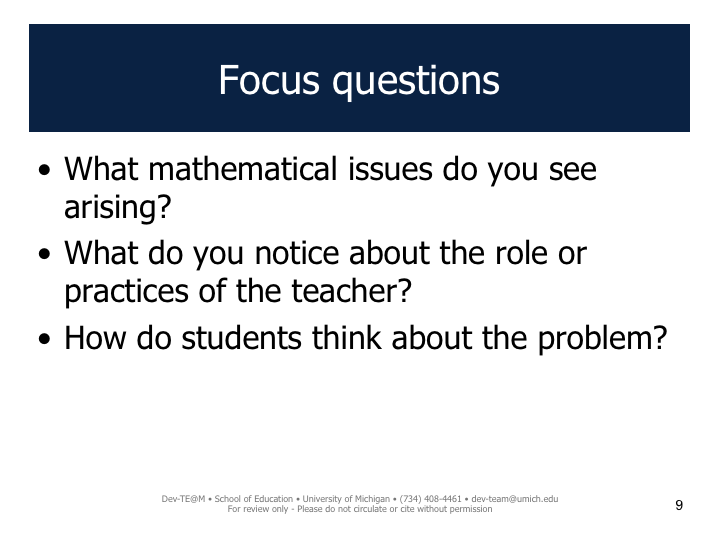 Focus questions
• What mathematical issues do you see
arising?
• What do you notice about the role or
practices of the teacher?
• How do students think about the problem?
Dev-TE@M • School of Education • University of Michigan • (734) 408-4461 • dev-team@umich.edu
For review only - Please do not circulate or cite without permission
9